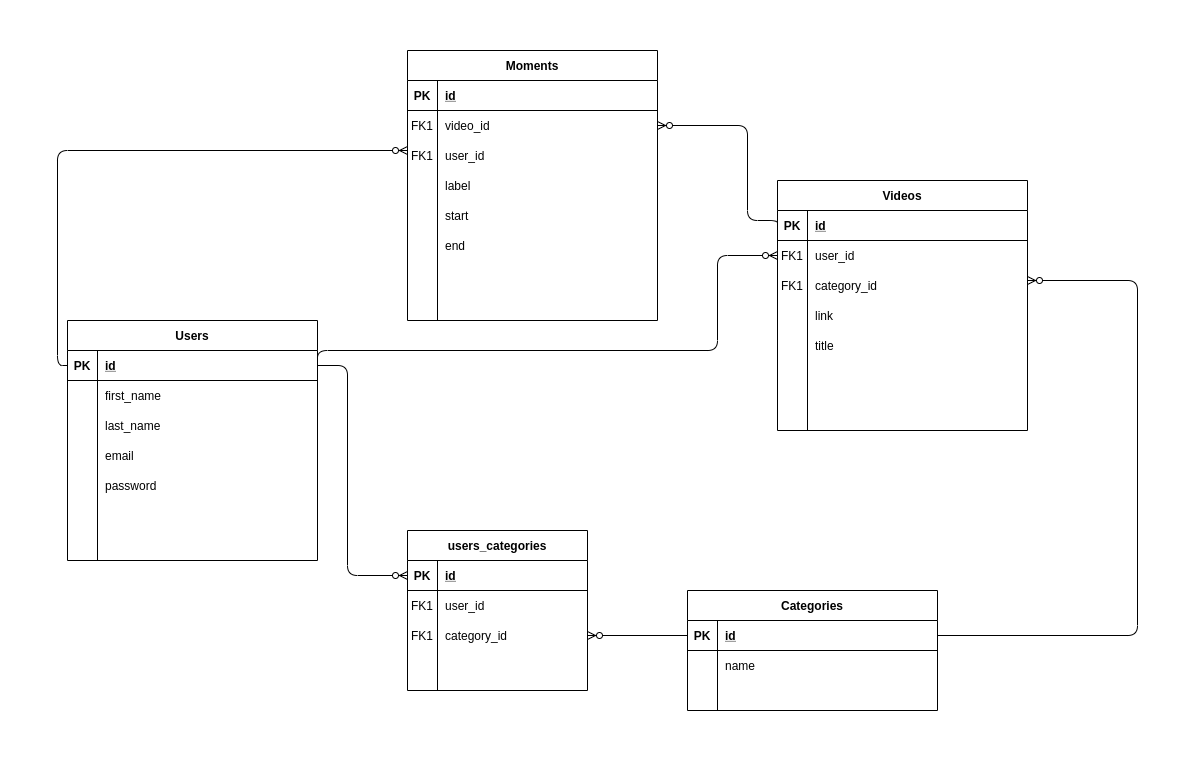 Moments
PK id
FK1 video_id
FK1 user_id
label
start
end
Videos
PK id
FK1 user_id
FK1 category_id
link
title
Users
PK id
first_name
last_name
email
password
users_categories
PK id
FK1 user_id
FK1 category_id
Categories
PK id
name